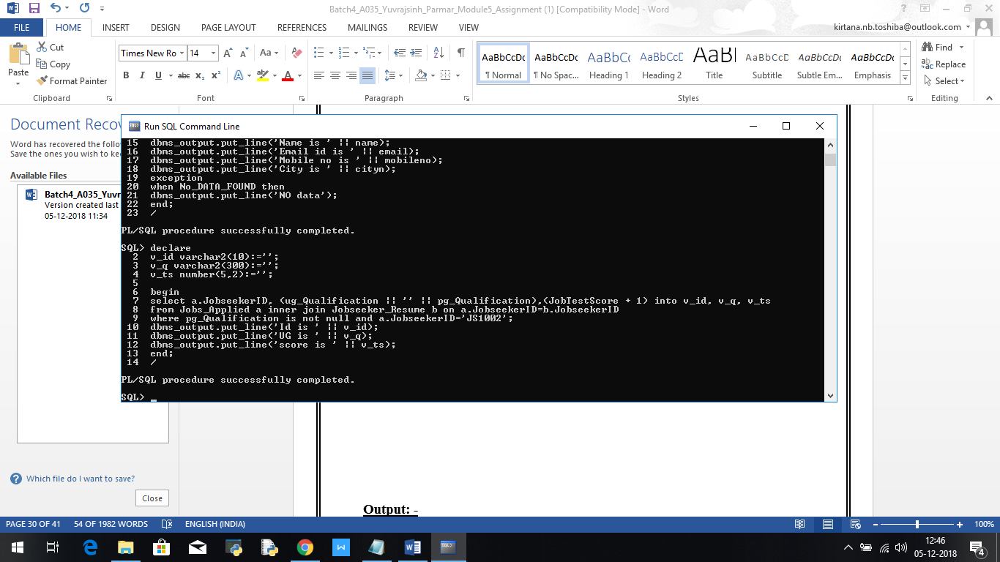 Batch4_A035_Yuvrajsinh_Parmar_Module5_Assignment (1) [Compatibility Mode] - Word
FILE HOME INSERT DESIGN PAGE LAYOUT REFERENCES MAILINGS REVIEW VIEW
kirtana.nb.toshiba@outlook.com
Paste
Cut
Copy
Format Painter
Clipboard
Times New Ro
14
Font
Paragraph
AaBbCcDc
¶ Normal
AaBbCcDc
¶ No Spac...
AaBbCc
Heading 1
AaBbCcD
Heading 2
AaBl
Title
AaBbCcD
Subtitle
AaBbCcDc
Subtle Em...
AaBbCcDc
Emphasis
Styles
Find
Replace
Select
Editing
Document Recov
Word has recovered the follo
Save the ones you wish to kee
Available Files
Batch4_A035_Yuvr
Version created last
05-12-2018 11:34
Which file do I want to save?
Close
Run SQL Command Line
15 dbms_output.put_line('Name is ' || name);
16 dbms_output.put_line('Email id is ' || email);
17 dbms_output.put_line('Mobile no is ' || mobileno);
18 dbms_output.put_line('City is ' || cityn);
19 exception
20 when No_DATA_FOUND then
21 dbms_output.put_line('NO data');
22 end;
23 /
PL/SQL procedure successfully completed.
SQL> declare
2 v_id varchar2(10):='';
3 v_q varchar2(300):='';
4 v_ts number(5,2):='';
5
6 begin
7 select a.JobseekerID, (ug_Qualification || '' || pg_Qualification),(JobTestScore + 1) into v_id, v_q, v_ts
8 from Jobs_Applied a inner join Jobseeker_Resume b on a.JobseekerID=b.JobseekerID
9 where pg_Qualification is not null and a.JobseekerID='JS1002';
10 dbms_output.put_line('Id is ' || v_id);
11 dbms_output.put_line('UG is ' || v_q);
12 dbms_output.put_line('score is ' || v_ts);
13 end;
14 /
PL/SQL procedure successfully completed.
SQL>
Output: -
PAGE 30 OF 41 54 OF 1982 WORDS ENGLISH (INDIA)
100%
12:46
05-12-2018
4